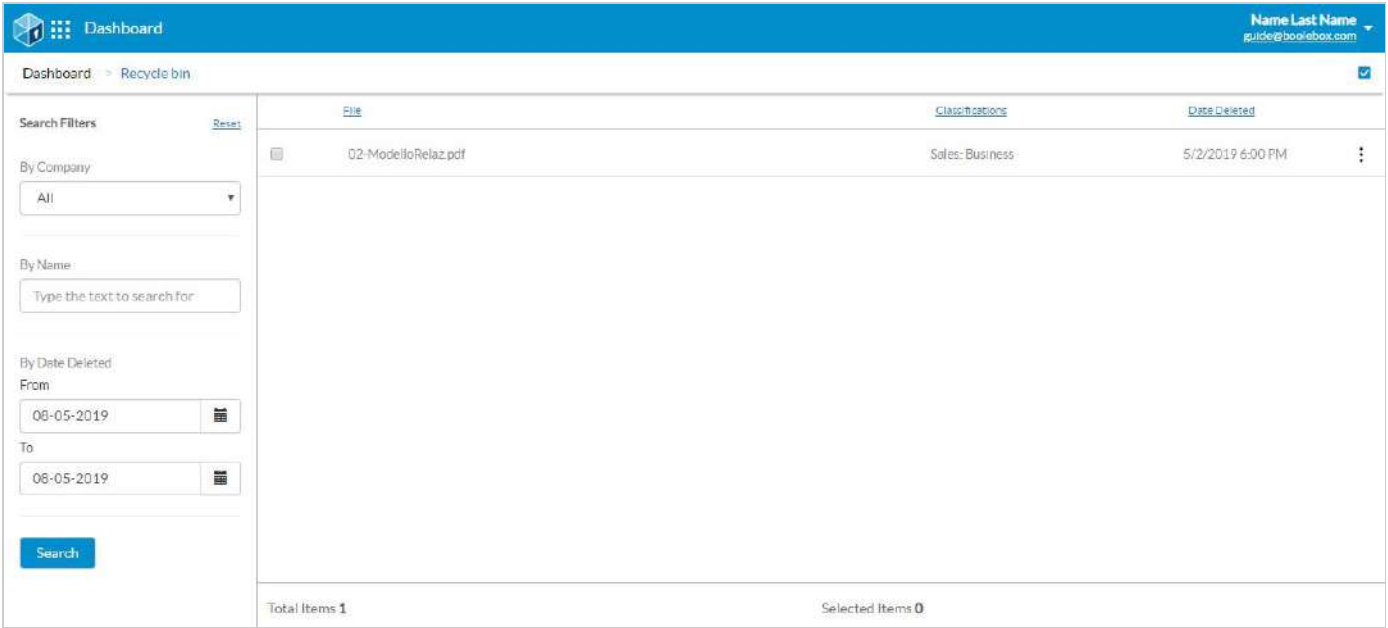 Dashboard
Name Last Name
guide@boolebox.com
Dashboard > Recycle bin
Search Filters
Reset
By Company
All
By Name
Type the text to search for
By Date Deleted
From
08-05-2019
To
08-05-2019
Search
File
Classifications
Date Deleted
02-ModelloRelaz.pdf
Sales: Business
5/2/2019 6:00 PM
Total Items 1
Selected Items 0